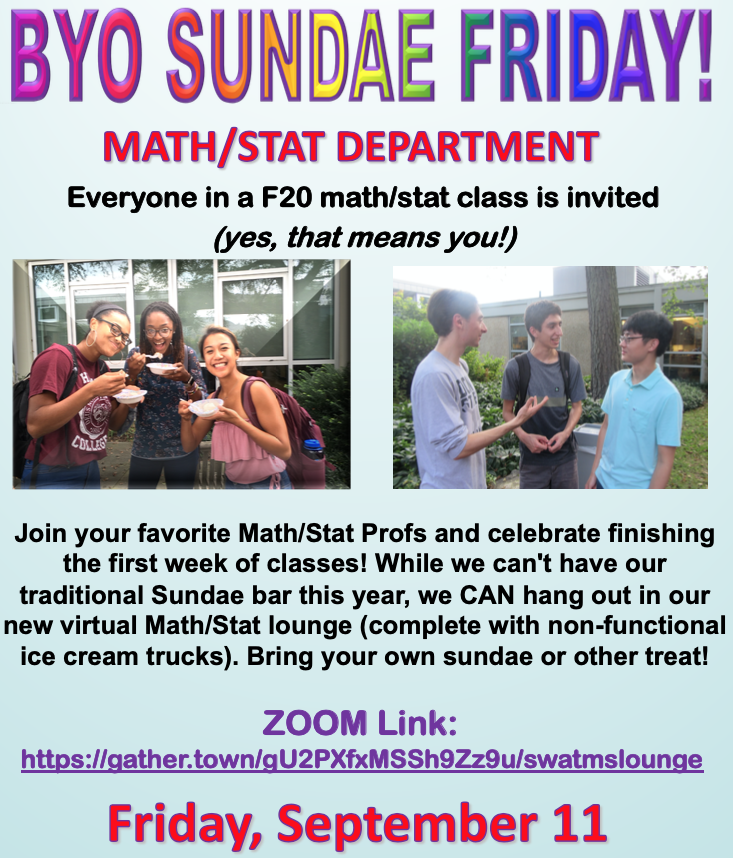 BYO SUNDAE FRIDAY!
MATH/STAT DEPARTMENT
Everyone in a F20 math/stat class is invited
(yes, that means you!)
COLLEGE
Join your favorite Math/Stat Profs and celebrate finishing
the first week of classes! While we can't have our
traditional Sundae bar this year, we CAN hang out in our
new virtual Math/Stat lounge (complete with non-functional
ice cream trucks). Bring your own sundae or other treat!
ZOOM Link:
https://gather.town/gU2PXfxMSSh9Zz9u/swatmslounge
Friday, September 11